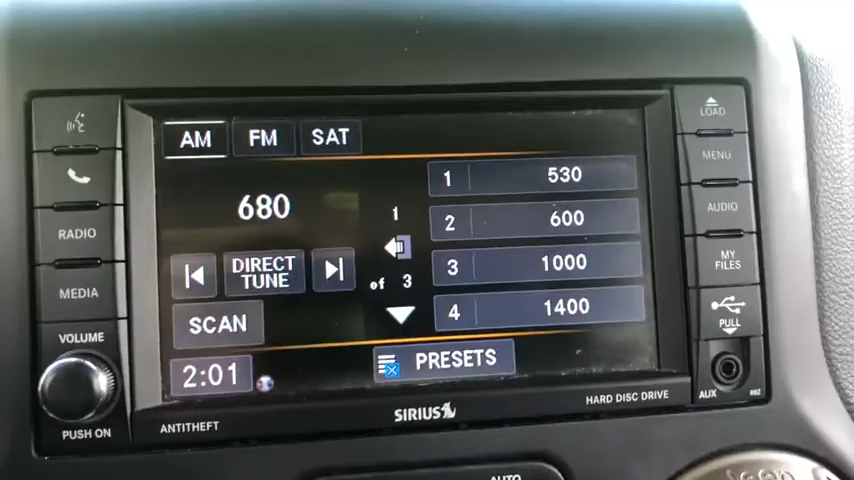 AM FM SAT
680
1
of 3
1 530
2 600
3 1000
4 1400
DIRECT
TUNE
SCAN
2:01
PRESETS
RADIO
MEDIA
VOLUME
PUSH ON
ANTITHEFT
SIRIUS
HARD DISC DRIVE
LOAD
MENU
AUDIO
MY
FILES
PULL
AUX
RBZ
AUTO
Jeep